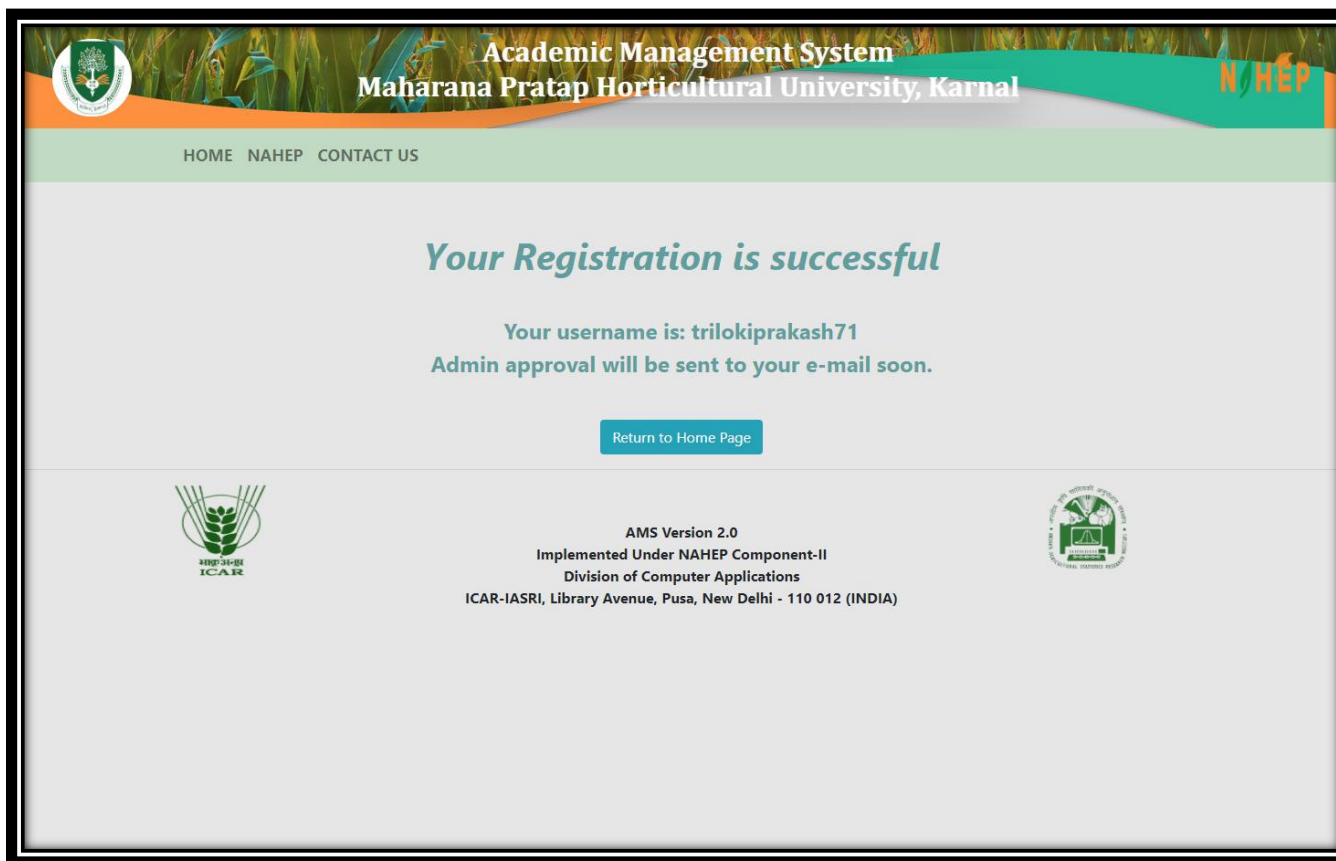 Academic Management System
Maharana Pratap Horticultural University, Karnal
NAHEP
HOME NAHEP CONTACT US
Your Registration is successful
Your username is: trilokiprakash71
Admin approval will be sent to your e-mail soon.
Return to Home Page
भाकृअनुप
ICAR
AMS Version 2.0
Implemented Under NAHEP Component-II
Division of Computer Applications
ICAR-IASRI, Library Avenue, Pusa, New Delhi - 110 012 (INDIA)